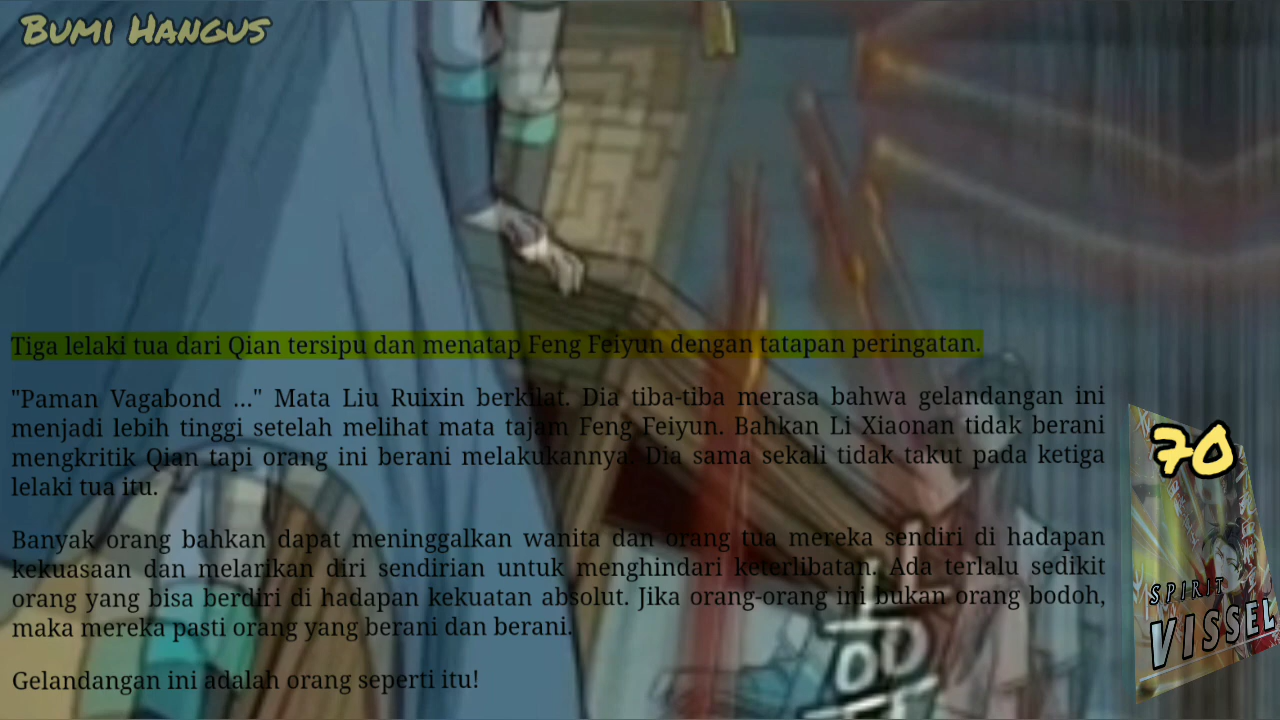 Bumi Hangus
Tiga lelaki tua dari Qian tersipu dan menatap Feng Feiyun dengan tatapan peringatan.
"Paman Vagabond ..." Mata Liu Ruixin berkilat. Dia tiba-tiba merasa bahwa gelandangan ini
menjadi lebih tinggi setelah melihat mata tajam Feng Feiyun. Bahkan Li Xiaonan tidak berani
mengkritik Qian tapi orang ini berani melakukannya. Dia sama sekali tidak takut pada ketiga
lelaki tua itu.
Banyak orang bahkan dapat meninggalkan wanita dan orang tua mereka sendiri di hadapan
kekuasaan dan melarikan diri sendirian untuk menghindari keterlibatan. Ada terlalu sedikit
orang yang bisa berdiri di hadapan kekuatan absolut. Jika orang-orang ini bukan orang bodoh,
maka mereka pasti orang yang berani dan berani.
Gelandangan ini adalah orang seperti itu!
70
SPIRIT
VISSEL